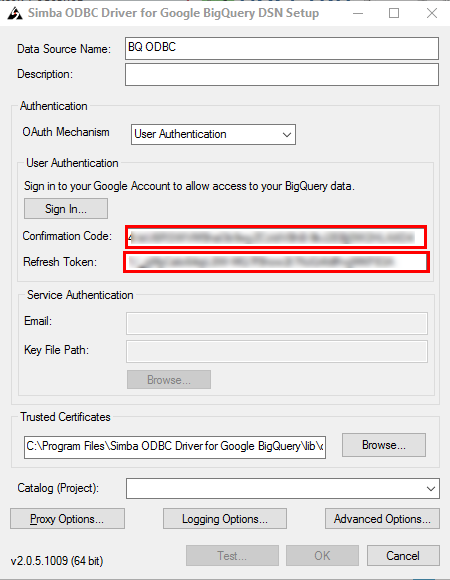 Simba ODBC Driver for Google BigQuery DSN Setup
Data Source Name: BQ ODBC
Description:
Authentication
OAuth Mechanism User Authentication
User Authentication
Sign in to your Google Account to allow access to your BigQuery data.
Sign In...
Confirmation Code:
Refresh Token:
Service Authentication
Email:
Key File Path:
Browse...
Trusted Certificates
C:\Program Files\Simba ODBC Driver for Google BigQuery\lib\ Browse...
Catalog (Project):
Proxy Options... Logging Options... Advanced Options...
v2.0.5.1009 (64 bit) Test... OK Cancel